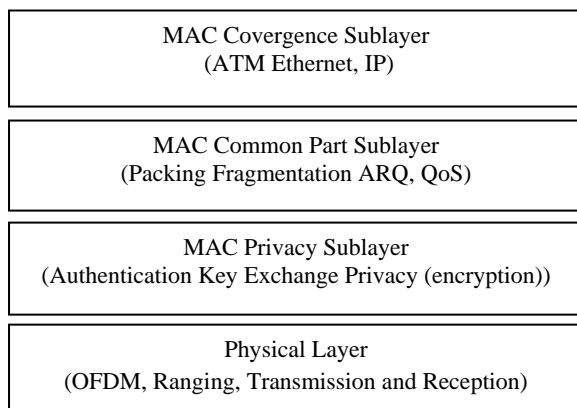 MAC Covergence Sublayer
(ATM Ethernet, IP)
MAC Common Part Sublayer
(Packing Fragmentation ARQ, QoS)
MAC Privacy Sublayer
(Authentication Key Exchange Privacy (encryption))
Physical Layer
(OFDM, Ranging, Transmission and Reception)